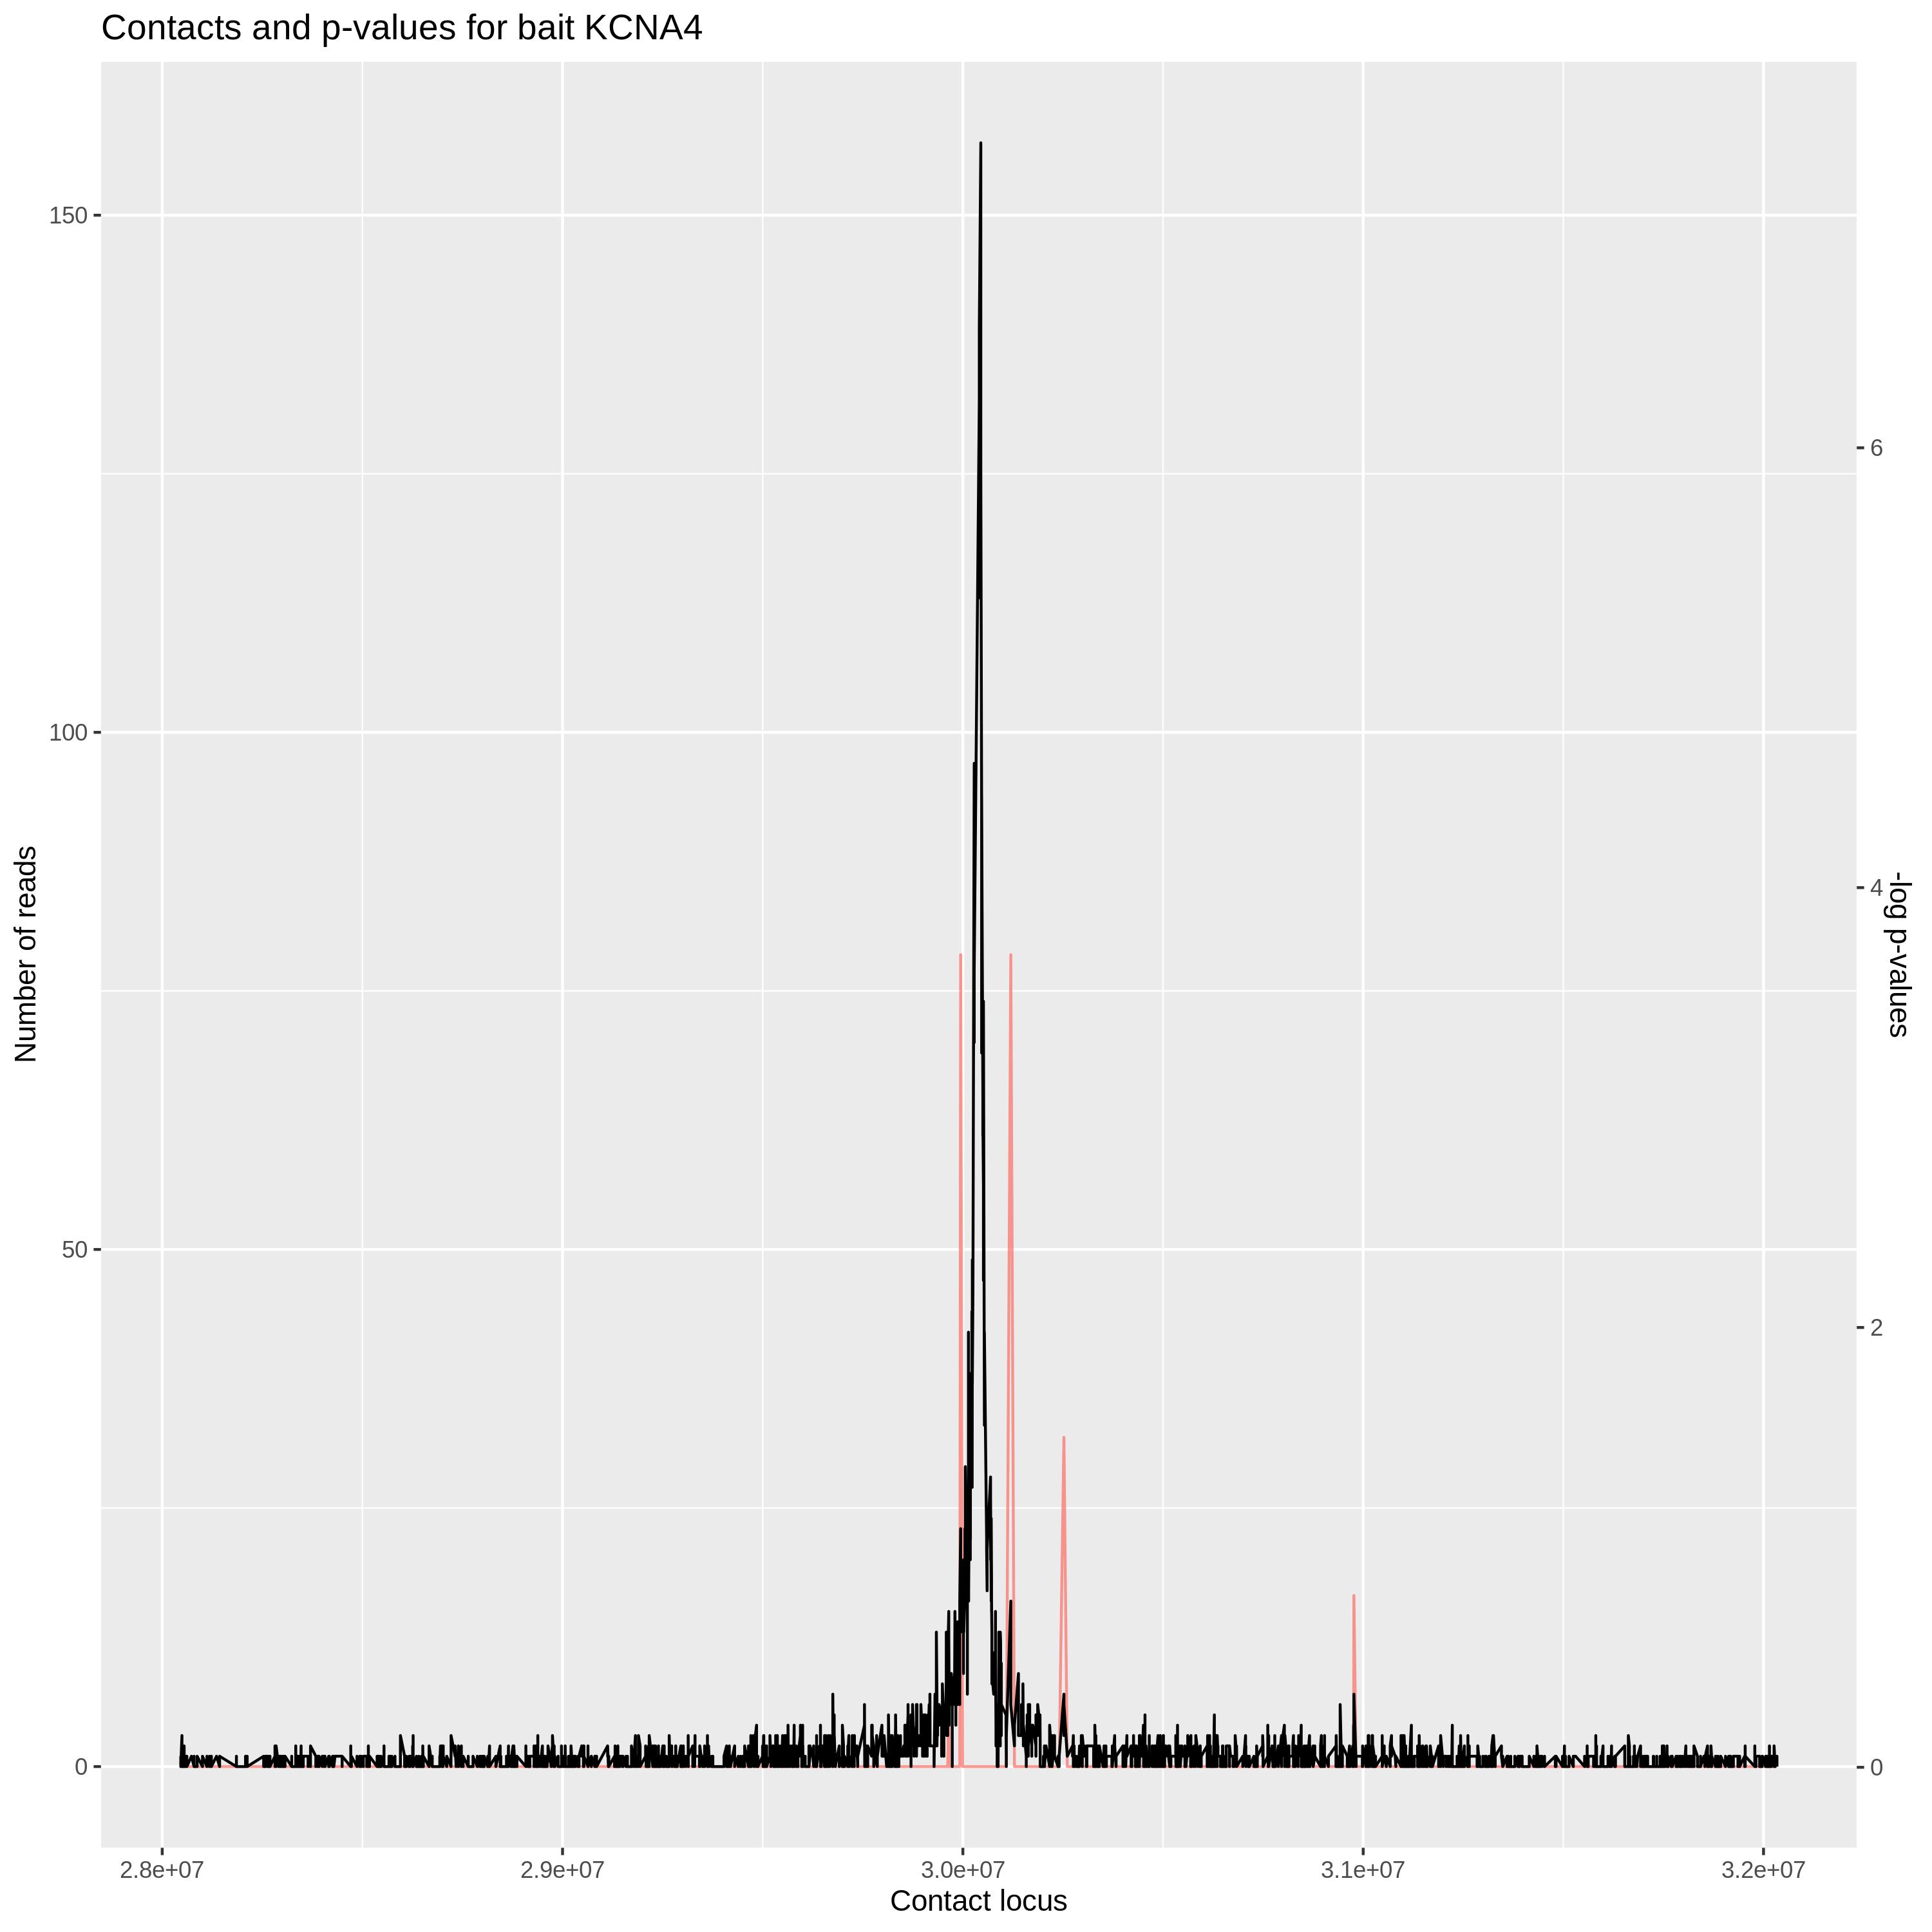 Contacts and p-values for bait KCNA4
150
100
50
0
Number of reads
6
4
2
0
-log p-values
2.8e+07
2.9e+07
3.0e+07
3.1e+07
3.2e+07
Contact locus